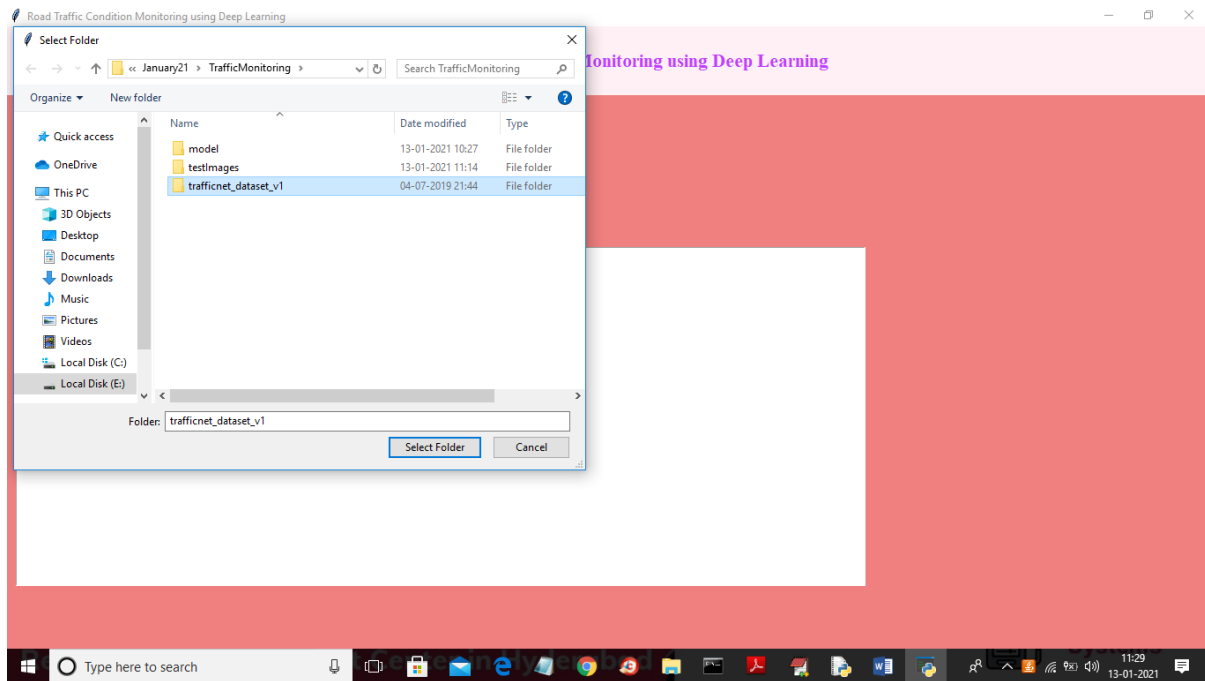 Road Traffic Condition Monitoring using Deep Learning
Select Folder
Monitoring using Deep Learning
« January21 › TrafficMonitoring ›
Search TrafficMonitoring
Organize
New folder
Name
Date modified
Type
Quick access
OneDrive
This PC
3D Objects
Desktop
Documents
Downloads
Music
Pictures
Videos
Local Disk (C:)
Local Disk (E:)
model 13-01-2021 10:27 File folder
testImages 13-01-2021 11:14 File folder
trafficnet_dataset_v1 04-07-2019 21:44 File folder
Folder: trafficnet_dataset_v1
Select Folder
Cancel
Type here to search
11:29
13-01-2021